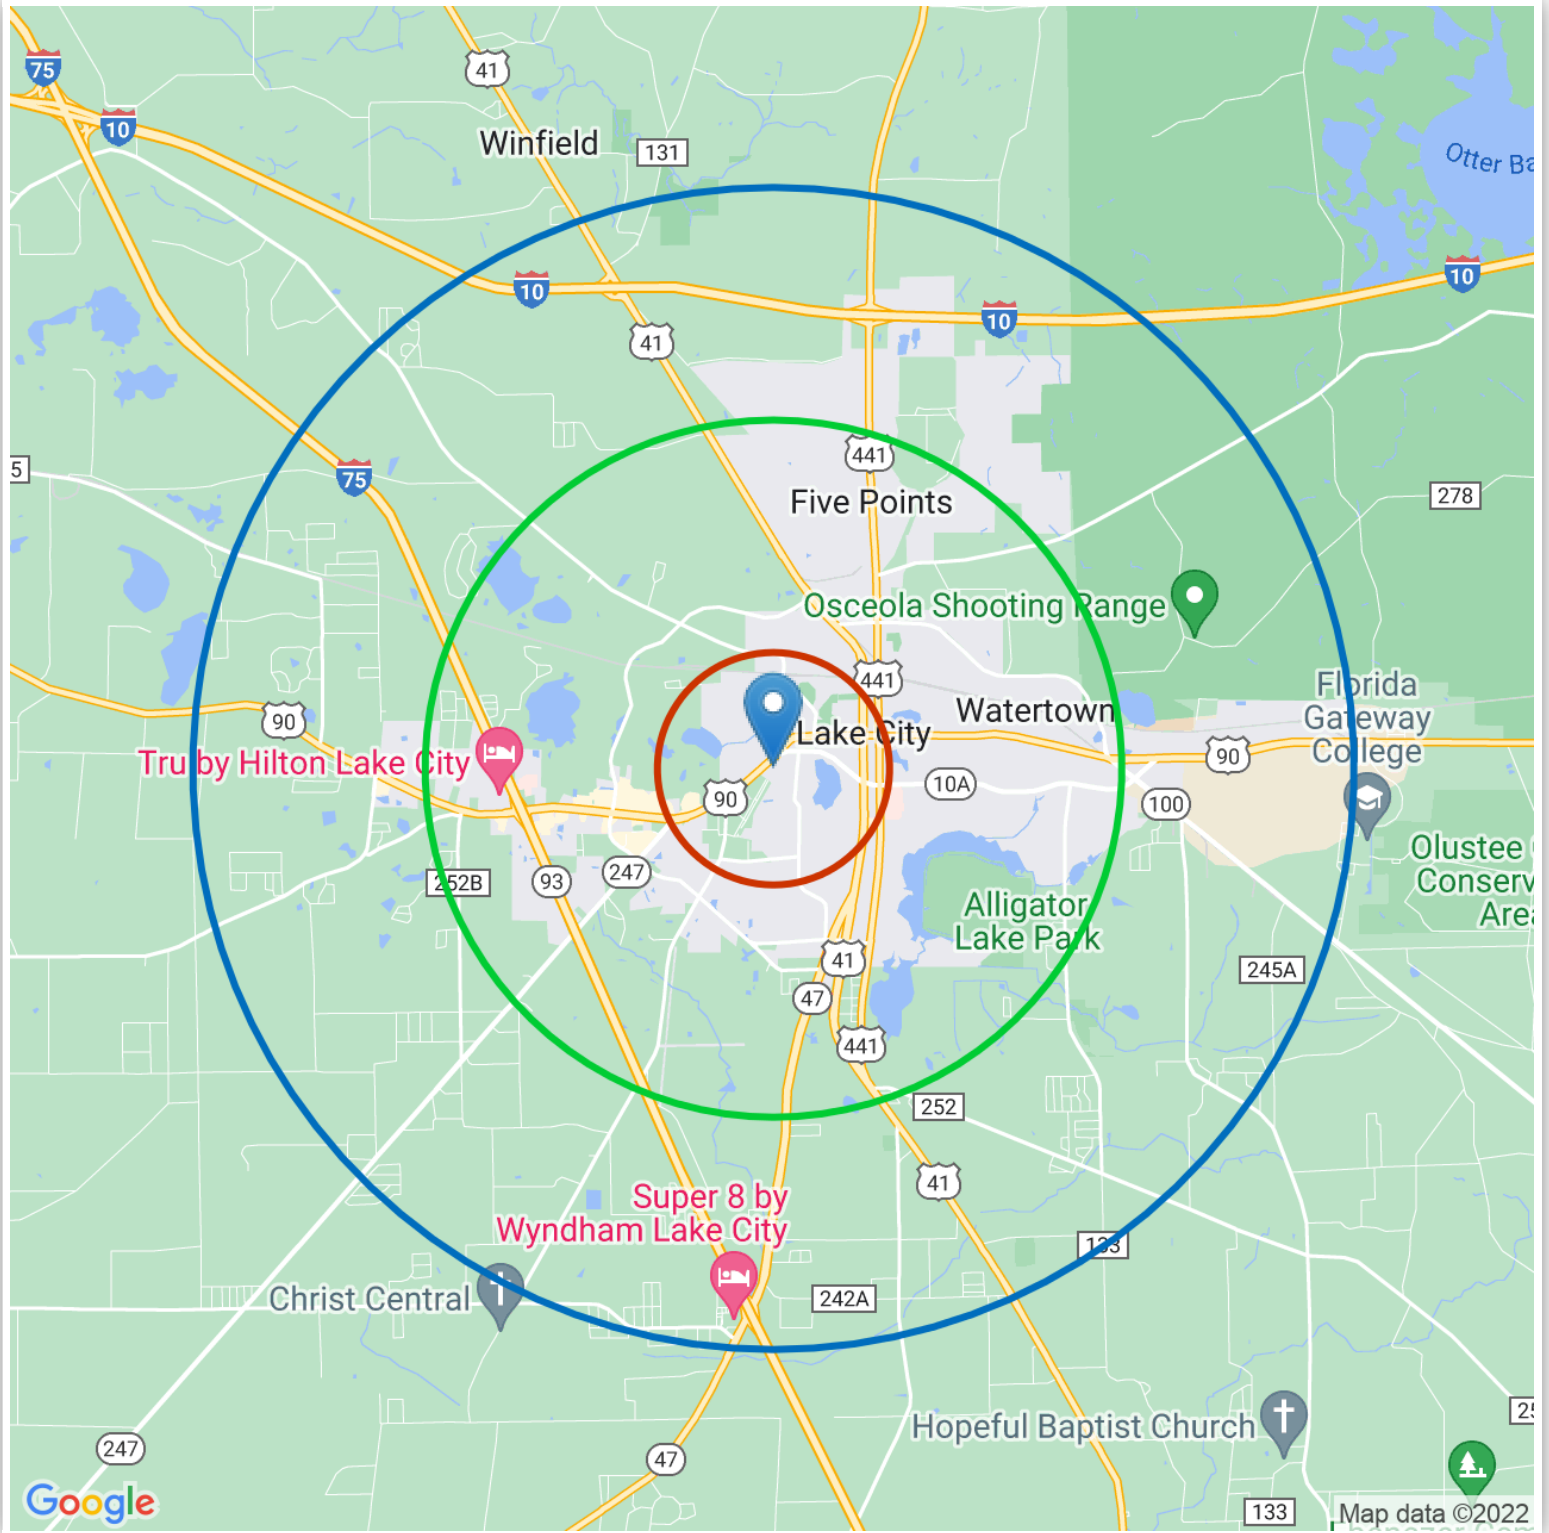 75
41
10
Winfield
131
Otter Ba
10
10
10
41
441
5
75
278
Five Points
Osceola Shooting Range
441
Florida
Gateway
College
90
Watertown
Lake City
Tru by Hilton Lake City
90
90
10A
100
252B
93
247
Olustee
Conserv
Area
Alligator
Lake Park
41
245A
47
441
252
41
Super 8 by
Wyndham Lake City
133
Christ Central
242A
Hopeful Baptist Church
25
247
47
Google
133
Map data ©2022